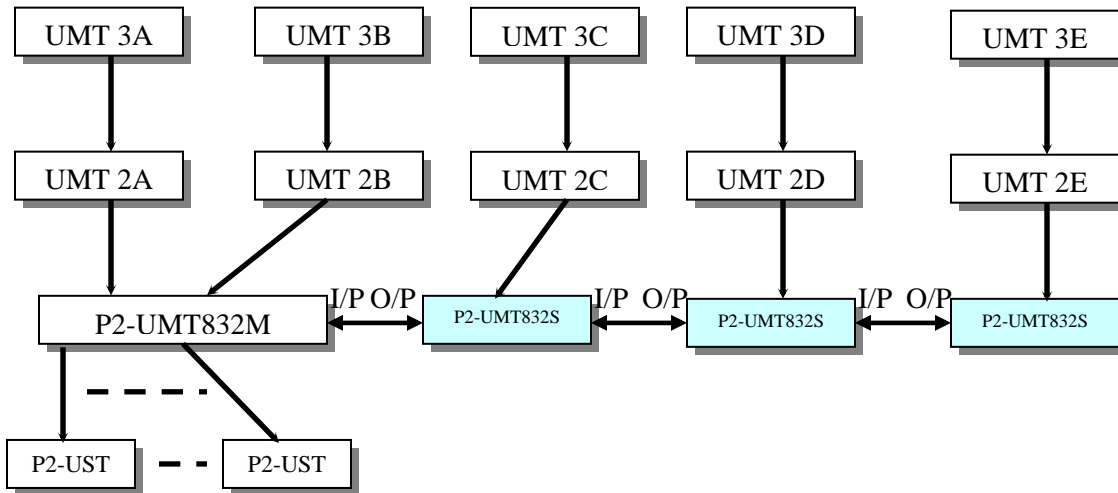 UMT 3A UMT 3B UMT 3C UMT 3D UMT 3E
UMT 2A UMT 2B UMT 2C UMT 2D UMT 2E
I/P O/P I/P O/P I/P O/P
P2-UMT832M P2-UMT832S P2-UMT832S P2-UMT832S
P2-UST P2-UST